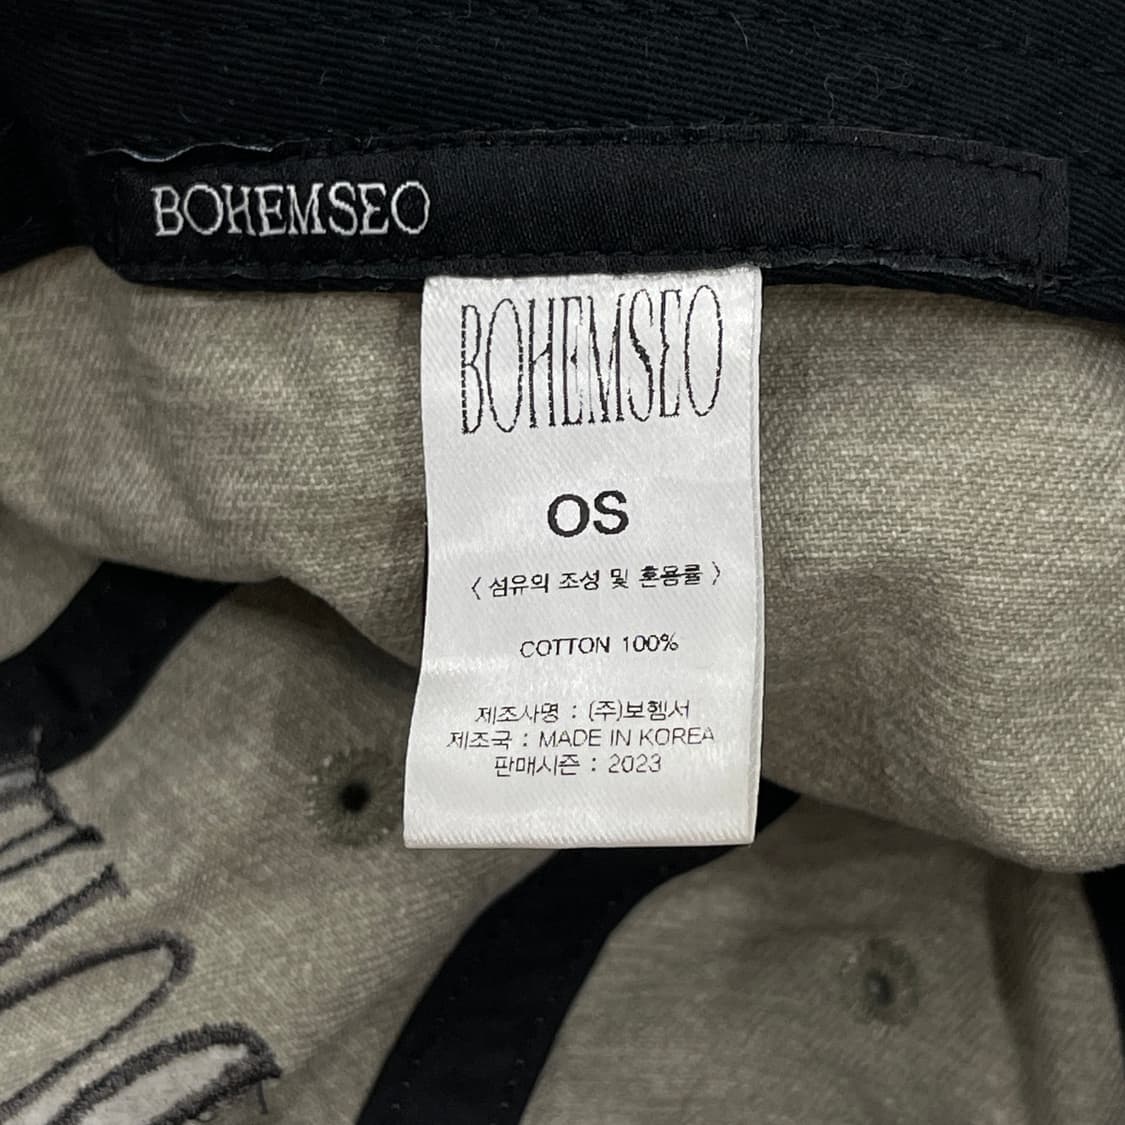 BOHEMSEO
BOHEMSEO
OS
< 섬유의 조성 및 혼용률 >
COTTON 100%
제조사명 : (주)보헴서
제조국 : MADE IN KOREA
판매시즌 : 2023